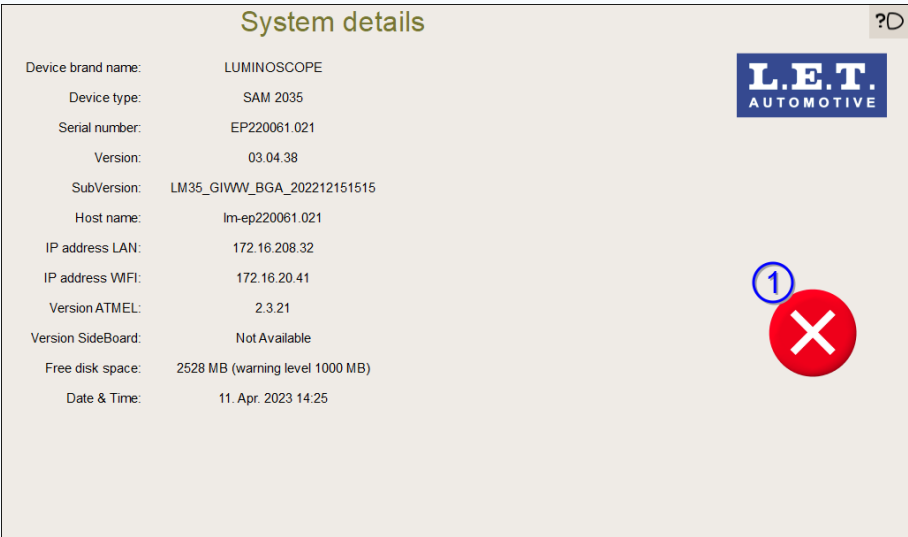 System details
?
L.E.T.
AUTOMOTIVE
Device brand name: LUMINOSCOPE
Device type: SAM 2035
Serial number: EP220061.021
Version: 03.04.38
SubVersion: LM35_GIWW_BGA_202212151515
Host name: lm-ep220061.021
IP address LAN: 172.16.208.32
IP address WIFI: 172.16.20.41
Version ATMEL: 2.3.21
Version SideBoard: Not Available
Free disk space: 2528 MB (warning level 1000 MB)
Date & Time: 11. Apr. 2023 14:25
1